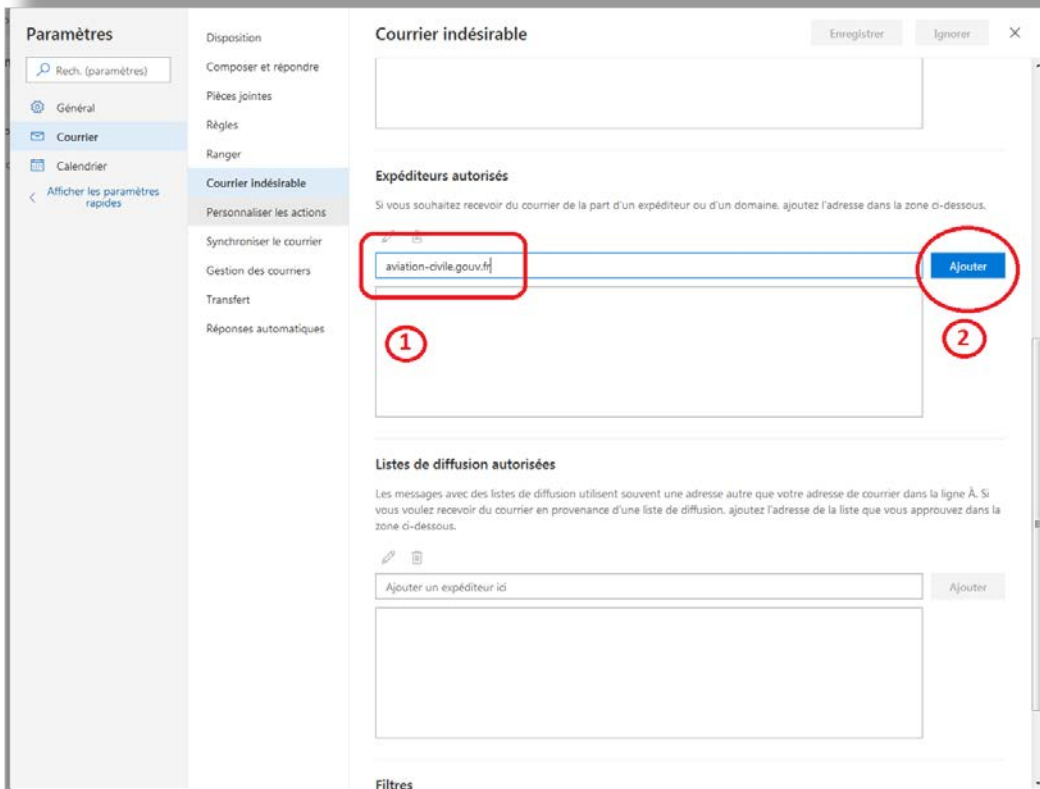 Paramètres
Rech. (paramètres)
Général
Courrier
Calendrier
Afficher les paramètres
rapides
Disposition
Composer et répondre
Pièces jointes
Règles
Ranger
Courrier indésirable
Personnaliser les actions
Synchroniser le courrier
Gestion des courriers
Transfert
Réponses automatiques
Courrier indésirable
Enregistrer
Ignorer
Expéditeurs autorisés
Si vous souhaitez recevoir du courrier de la part d'un expéditeur ou d'un domaine, ajoutez l'adresse dans la zone ci-dessous.
aviation-civile.gouv.fr
Ajouter
1
2
Listes de diffusion autorisées
Les messages avec des listes de diffusion utilisent souvent une adresse autre que votre adresse de courrier dans la ligne À. Si
vous voulez recevoir du courrier en provenance d'une liste de diffusion, ajoutez l'adresse de la liste que vous approuvez dans la
zone ci-dessous.
Ajouter un expéditeur ici
Ajouter
Filtres